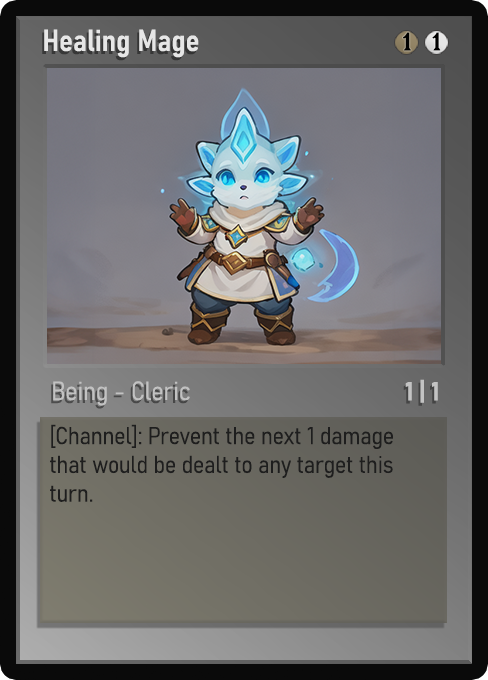 Healing Mage 1 1
Being - Cleric 1|1
[Channel]: Prevent the next 1 damage
that would be dealt to any target this
turn.